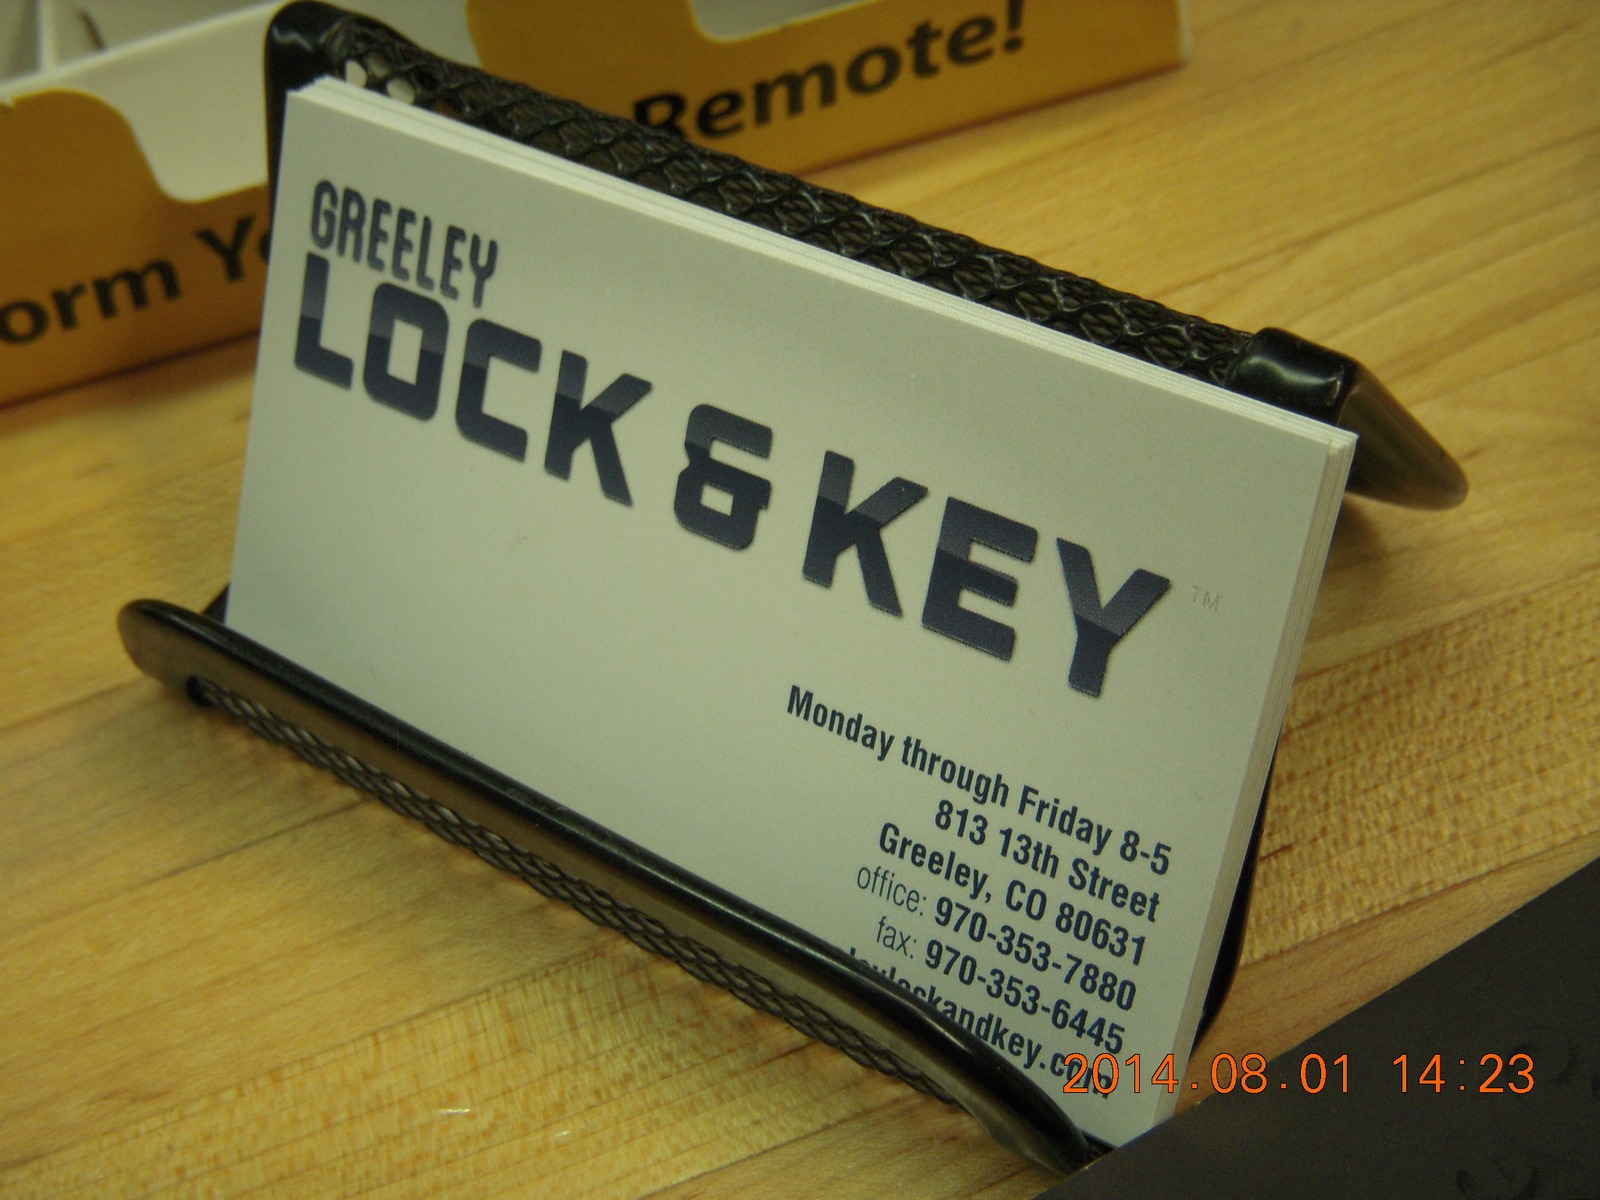 Remote!
GREELEY
LOCK & KEY ™
Monday through Friday 8-5
813 13th Street
Greeley, CO 80631
office: 970-353-7880
fax: 970-353-6445
2014.08.01 14:23